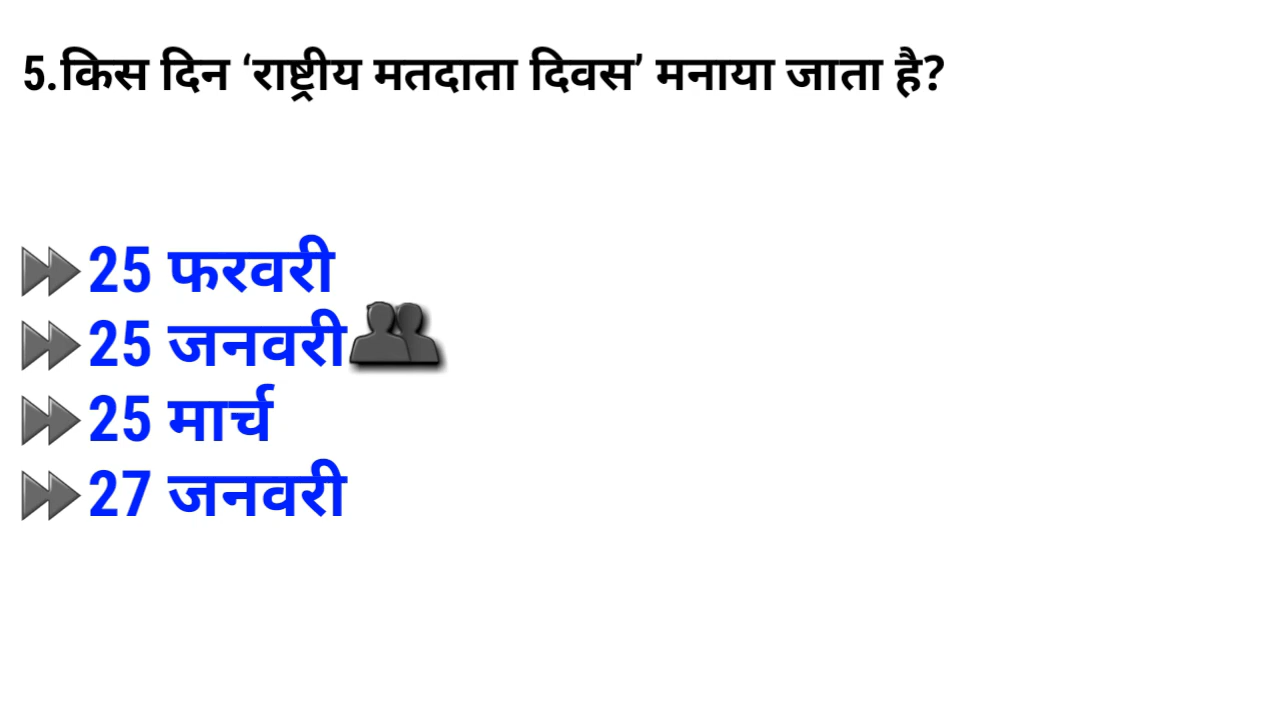 5.किस दिन ‘राष्ट्रीय मतदाता दिवस’ मनाया जाता है?
25 फरवरी
25 जनवरी
25 मार्च
27 जनवरी